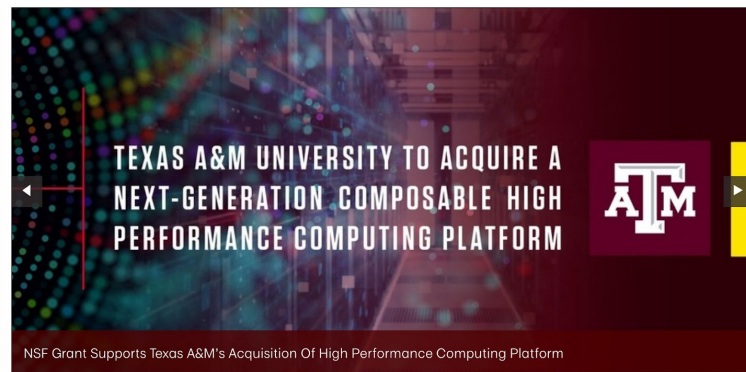 TEXAS A&M UNIVERSITY TO ACQUIRE A
NEXT-GENERATION COMPOSABLE HIGH
PERFORMANCE COMPUTING PLATFORM
ATM
NSF Grant Supports Texas A&M's Acquisition Of High Performance Computing Platform